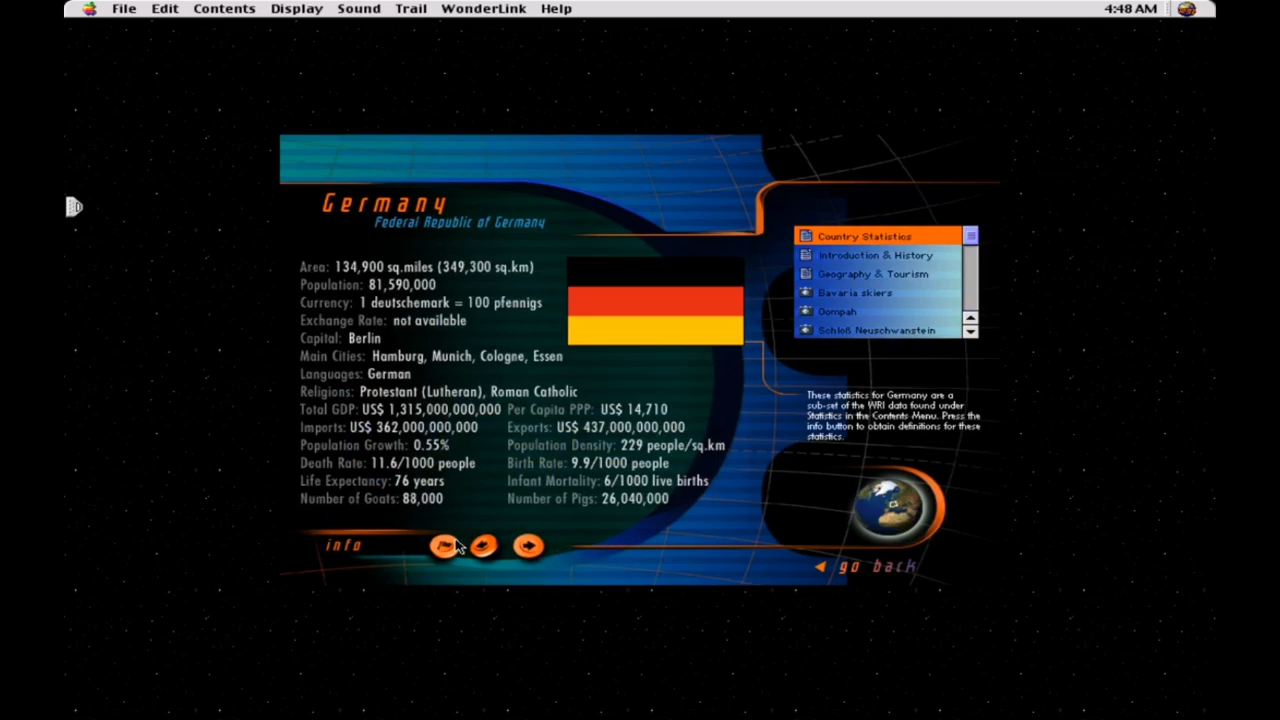 File Edit Contents Display Sound Trail WonderLink Help 4:48 AM
Germany
Federal Republic of Germany
Area: 134,900 sq.miles (349,300 sq.km)
Population: 81,590,000
Currency: 1 deutschemark = 100 pfennigs
Exchange Rate: not available
Capital: Berlin
Main Cities: Hamburg, Munich, Cologne, Essen
Languages: German
Religions: Protestant (Lutheran), Roman Catholic
Total GDP: US$ 1,315,000,000,000 Per Capita PPP: US$ 14,710
Imports: US$ 362,000,000,000 Exports: US$ 437,000,000,000
Population Growth: 0.55% Population Density: 229 people/sq.km
Death Rate: 11.6/1000 people Birth Rate: 9.9/1000 people
Life Expectancy: 76 years Infant Mortality: 6/1000 live births
Number of Goats: 88,000 Number of Pigs: 26,040,000
info
Country Statistics
Introduction & History
Geography & Tourism
Bavaria skiers
Oompah
Schloß Neuschwanstein
These statistics for Germany are a
sub-set of the WRI data found under
Statistics in the Contents Menu. Press the
info button to obtain definitions for these
statistics.
go back